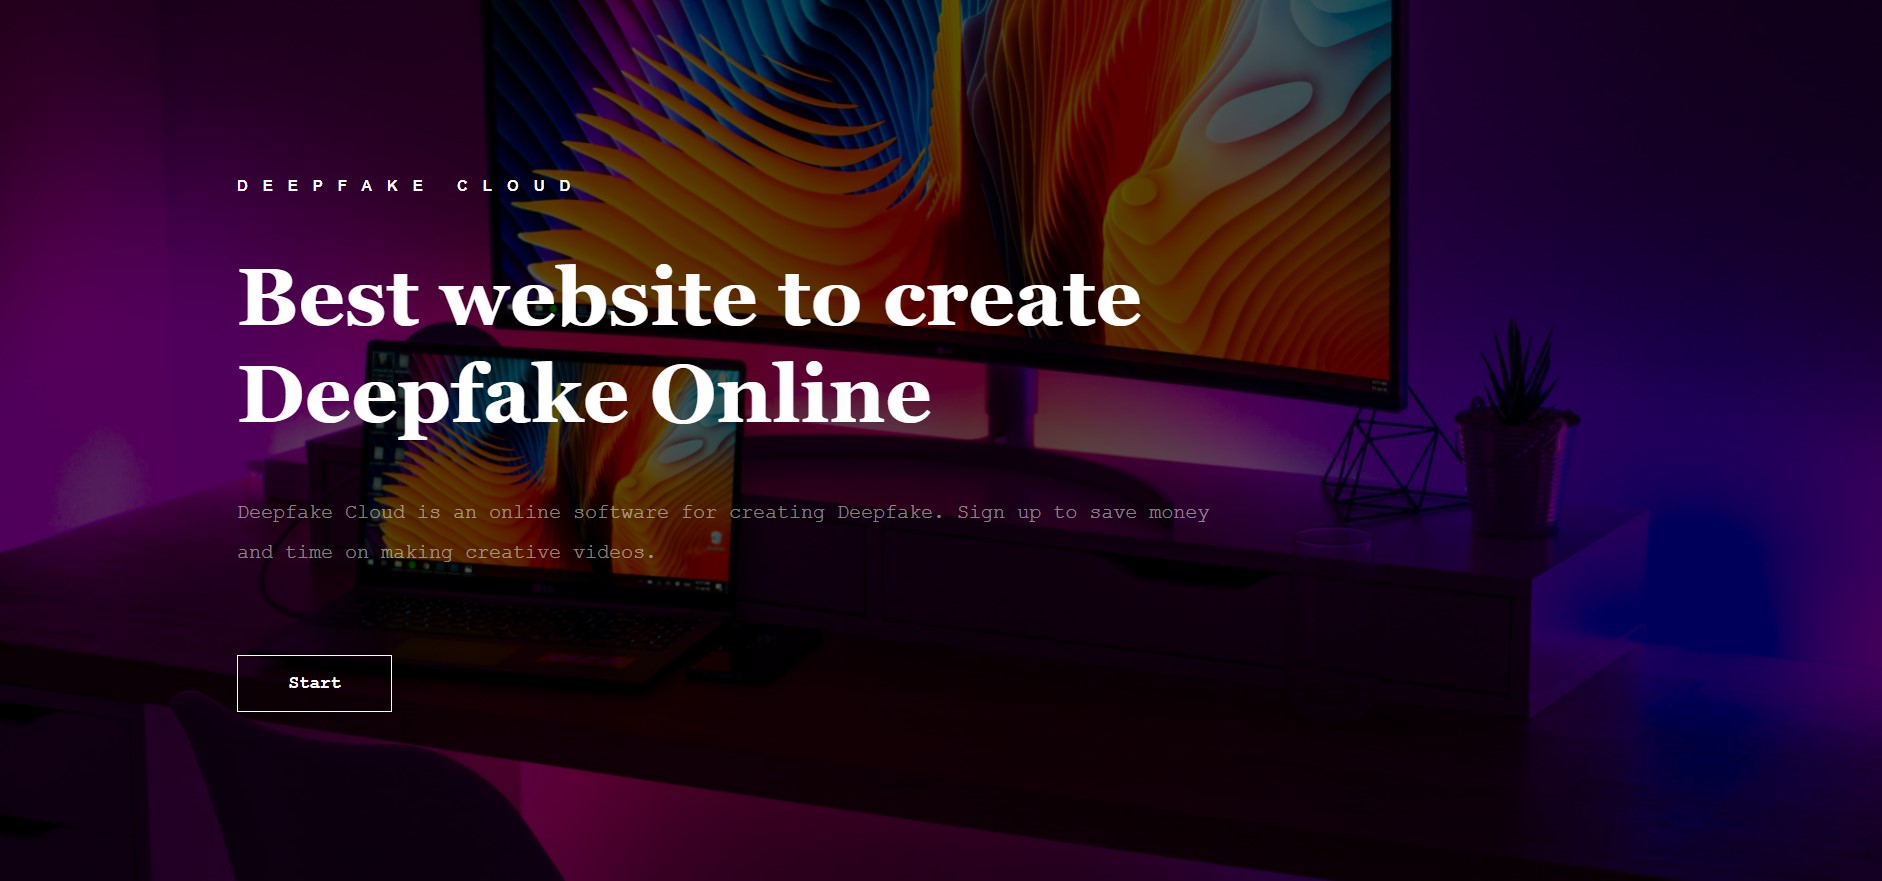 DEEPFAKE CLOUD
Best website to create
Deepfake Online
Deepfake Cloud is an online software for creating Deepfake. Sign up to save money
and time on making creative videos.
Start